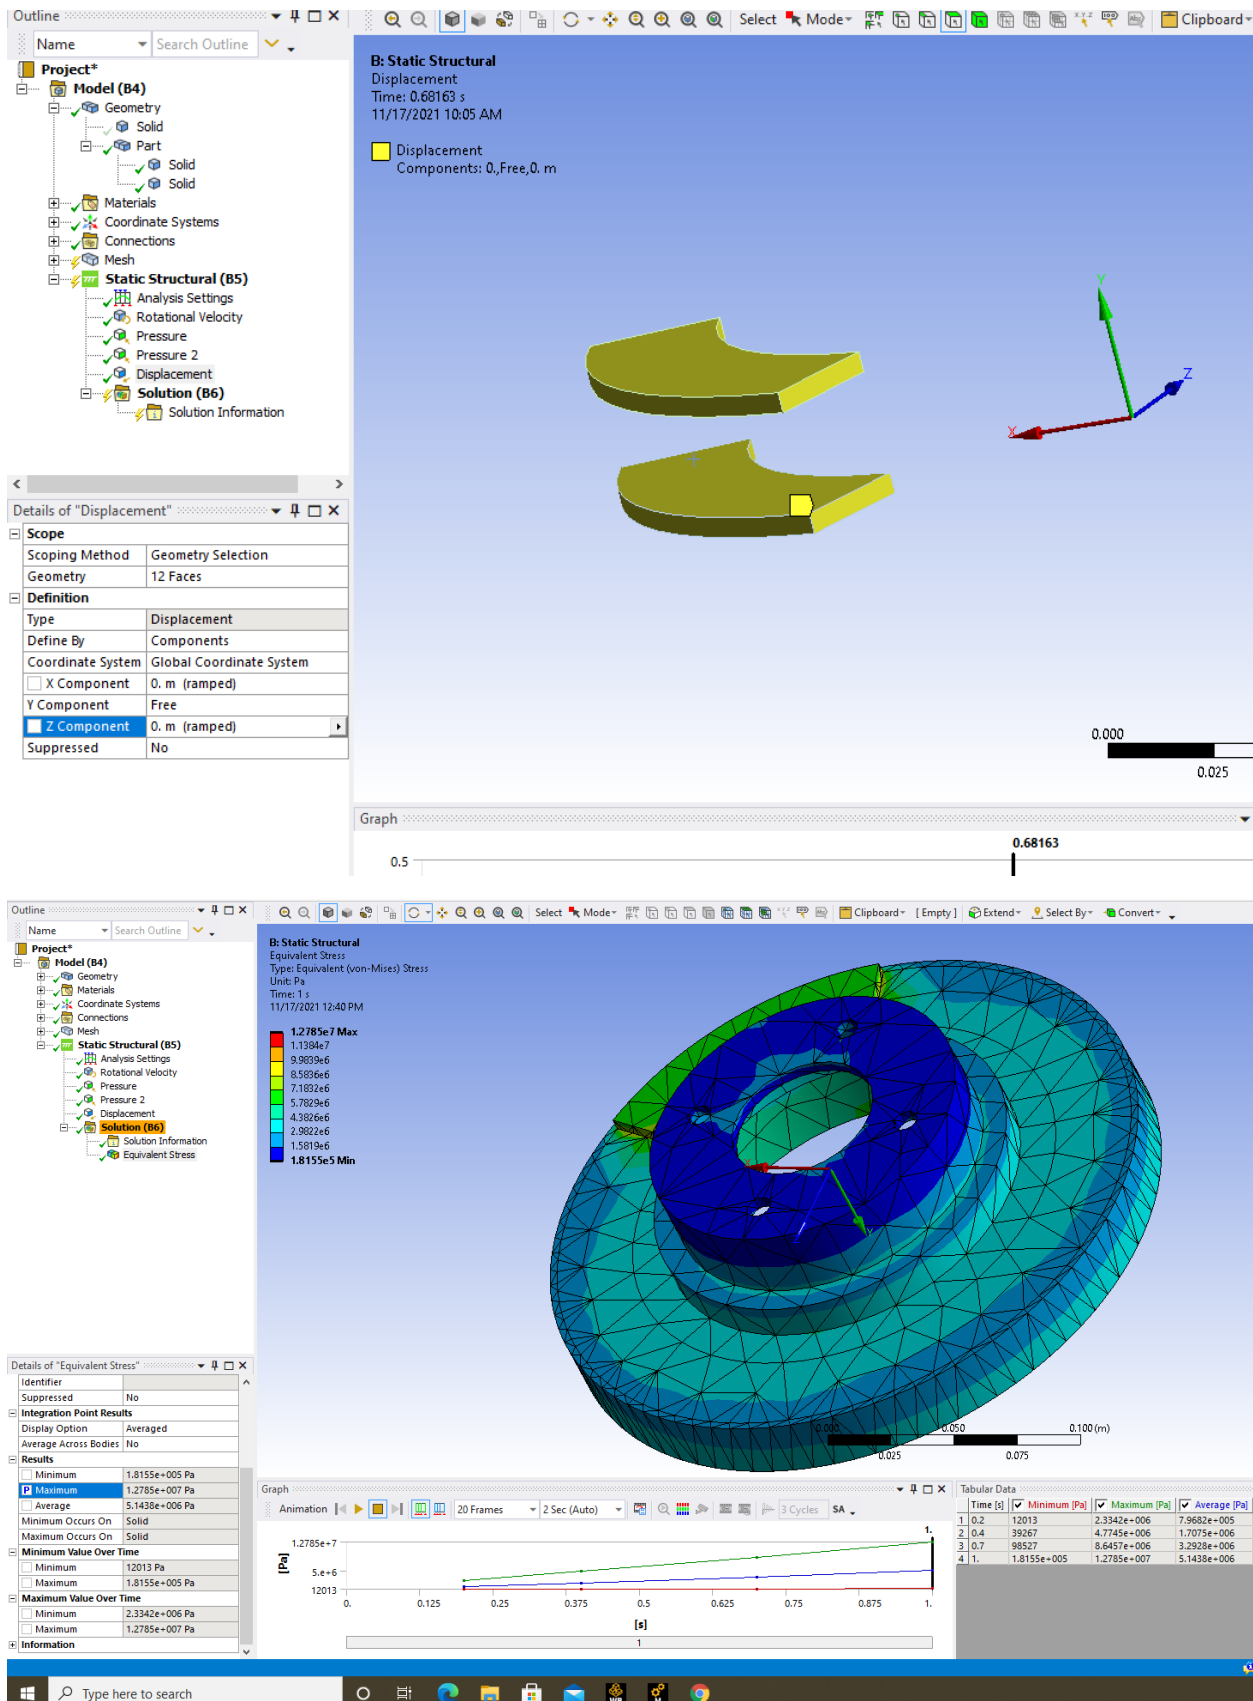 Outline
Name
Search Outline
Project*
Model (B4)
Geometry
Solid
Part
Solid
Solid
Materials
Coordinate Systems
Connections
Mesh
Static Structural (B5)
Analysis Settings
Rotational Velocity
Pressure
Pressure 2
Displacement
Solution (B6)
Solution Information
Details of "Displacement"
Scope
Scoping Method Geometry Selection
Geometry 12 Faces
Definition
Type Displacement
Define By Components
Coordinate System Global Coordinate System
X Component 0. m (ramped)
Y Component Free
Z Component 0. m (ramped)
Suppressed No
Select Mode Clipboard
B: Static Structural
Displacement
Time: 0.68163 s
11/17/2021 10:05 AM
Displacement
Components: 0.,Free,0. m
Y
Z
X
0.000
0.025
Graph
0.68163
0.5
Outline
Name Search Outline
Project*
Model (B4)
Geometry
Materials
Coordinate Systems
Connections
Mesh
Static Structural (B5)
Analysis Settings
Rotational Velocity
Pressure
Pressure 2
Displacement
Solution (B6)
Solution Information
Equivalent Stress
Select Mode Clipboard [ Empty ] Extend Select By Convert
B: Static Structural
Equivalent Stress
Type: Equivalent (von-Mises) Stress
Unit: Pa
Time: 1 s
11/17/2021 12:40 PM
1.2785e7 Max
1.1384e7
9.9839e6
8.5836e6
7.1832e6
5.7829e6
4.3826e6
2.9822e6
1.5819e6
1.8155e5 Min
0.000 0.050 0.100 (m)
0.025 0.075
Details of "Equivalent Stress"
Identifier
Suppressed No
Integration Point Results
Display Option Averaged
Average Across Bodies No
Results
Minimum 1.8155e+005 Pa
P Maximum 1.2785e+007 Pa
Average 5.1438e+006 Pa
Minimum Occurs On Solid
Maximum Occurs On Solid
Minimum Value Over Time
Minimum 12013 Pa
Maximum 1.8155e+005 Pa
Maximum Value Over Time
Minimum 2.3342e+006 Pa
Maximum 1.2785e+007 Pa
Information
Graph
Animation 20 Frames 2 Sec (Auto) 3 Cycles SA
1.
1.2785e+7
5.e+6
12013
[Pa]
0. 0.125 0.25 0.375 0.5 0.625 0.75 0.875 1.
[s]
1
Tabular Data
Time [s] Minimum [Pa] Maximum [Pa] Average [Pa]
1 0.2 12013 2.3342e+006 7.9682e+005
2 0.4 39267 4.7745e+006 1.7075e+006
3 0.7 98527 8.6457e+006 3.2928e+006
4 1. 1.8155e+005 1.2785e+007 5.1438e+006
Type here to search